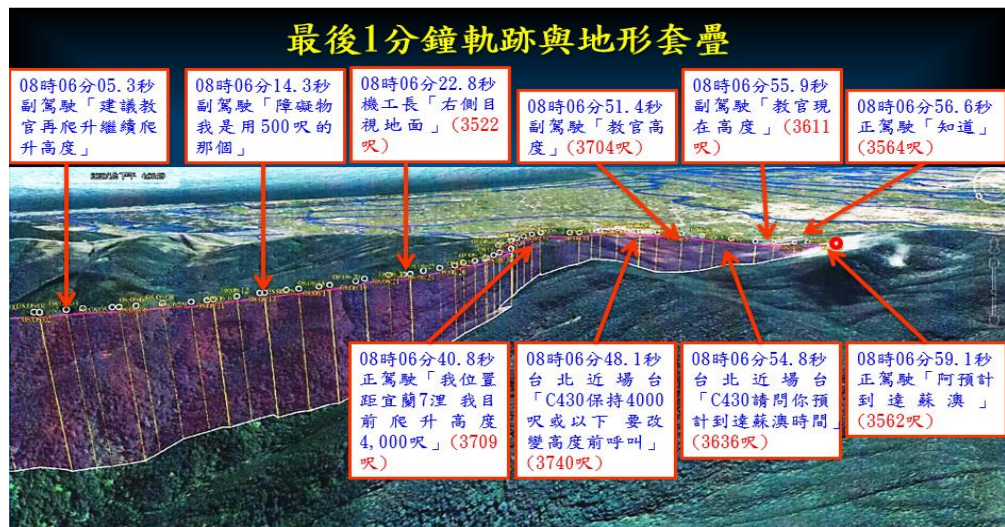 最後1分鐘軌跡與地形套疊
08時06分05.3秒
副駕駛「建議教
官再爬升繼續爬
升高度」
08時06分14.3秒
副駕駛「障礙物
我是用500呎的
那個」
08時06分22.8秒
機工長「右側目
視地面」(3522
呎)
08時06分51.4秒
副駕駛「教官高
度」(3704呎)
08時06分55.9秒
副駕駛「教官現
在高度」(3611
呎)
08時06分56.6秒
正駕駛「知道」
(3564呎)
08時06分40.8秒
正駕駛「我位置
距宜蘭7浬 我目
前爬升高度
4,000呎」(3709
呎)
08時06分48.1秒
台北近場台
「C430保持4000
呎或以下 要改
變高度前呼叫」
(3740呎)
08時06分54.8秒
台北近場台
「C430請問你預
計到達蘇澳時間」
(3636呎)
08時06分59.1秒
正駕駛「阿預計
到達蘇澳」
(3562呎)